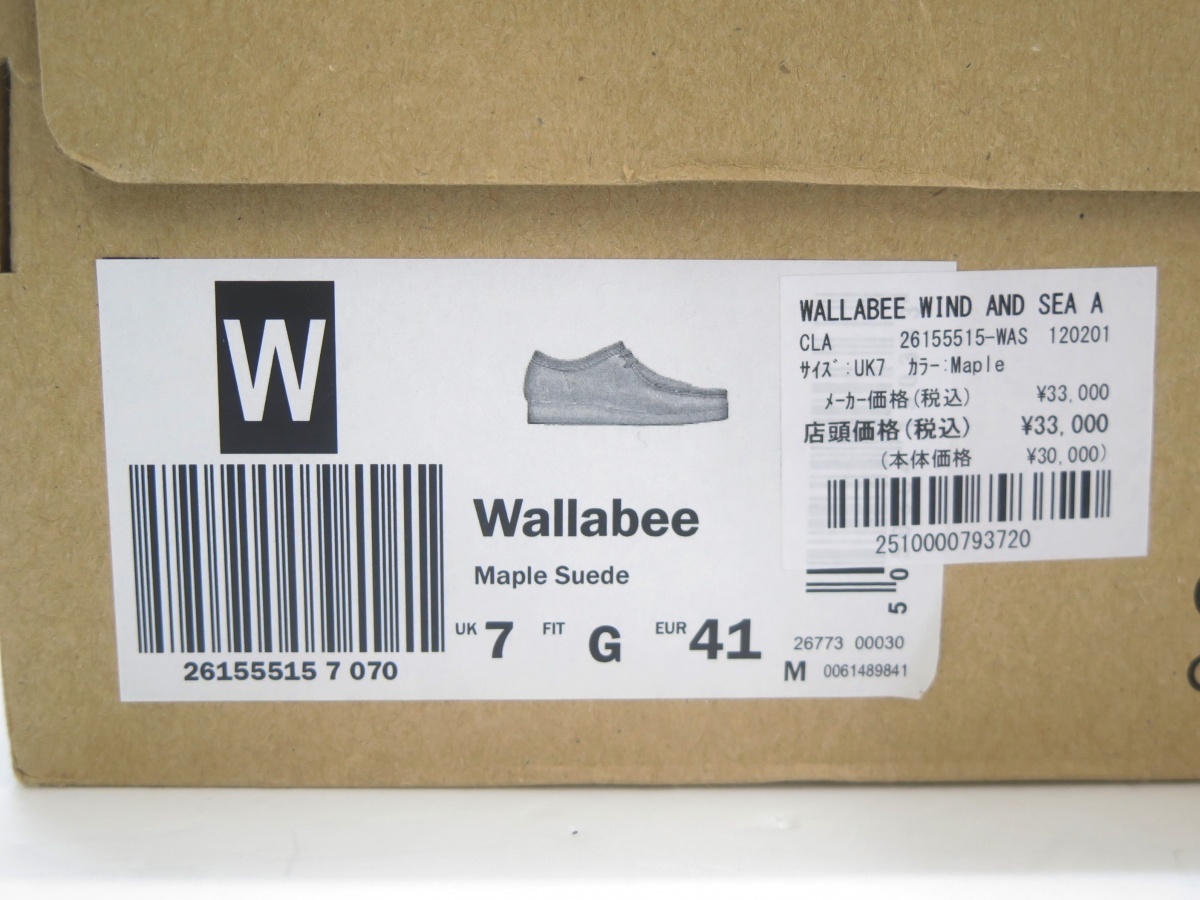 W
26155515 7 070
Wallabee
Maple Suede
UK 7 FIT G EUR 41
26773 00030
M 0061489841
5 0
WALLABEE WIND AND SEA A
CLA 26155515-WAS 120201
サイズ:UK7 カラー:Maple
メーカー価格(税込) ¥33,000
店頭価格(税込) ¥33,000
(本体価格 ¥30,000)
2510000793720